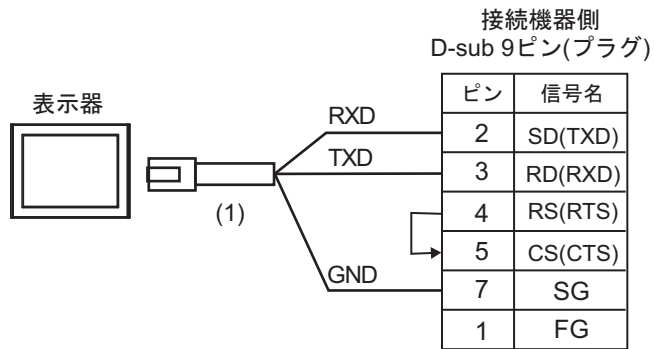 接続機器側
D-sub 9ピン(プラグ)
表示器
ピン 信号名
RXD
2 SD(TXD)
TXD
3 RD(RXD)
(1)
4 RS(RTS)
5 CS(CTS)
GND
7 SG
1 FG